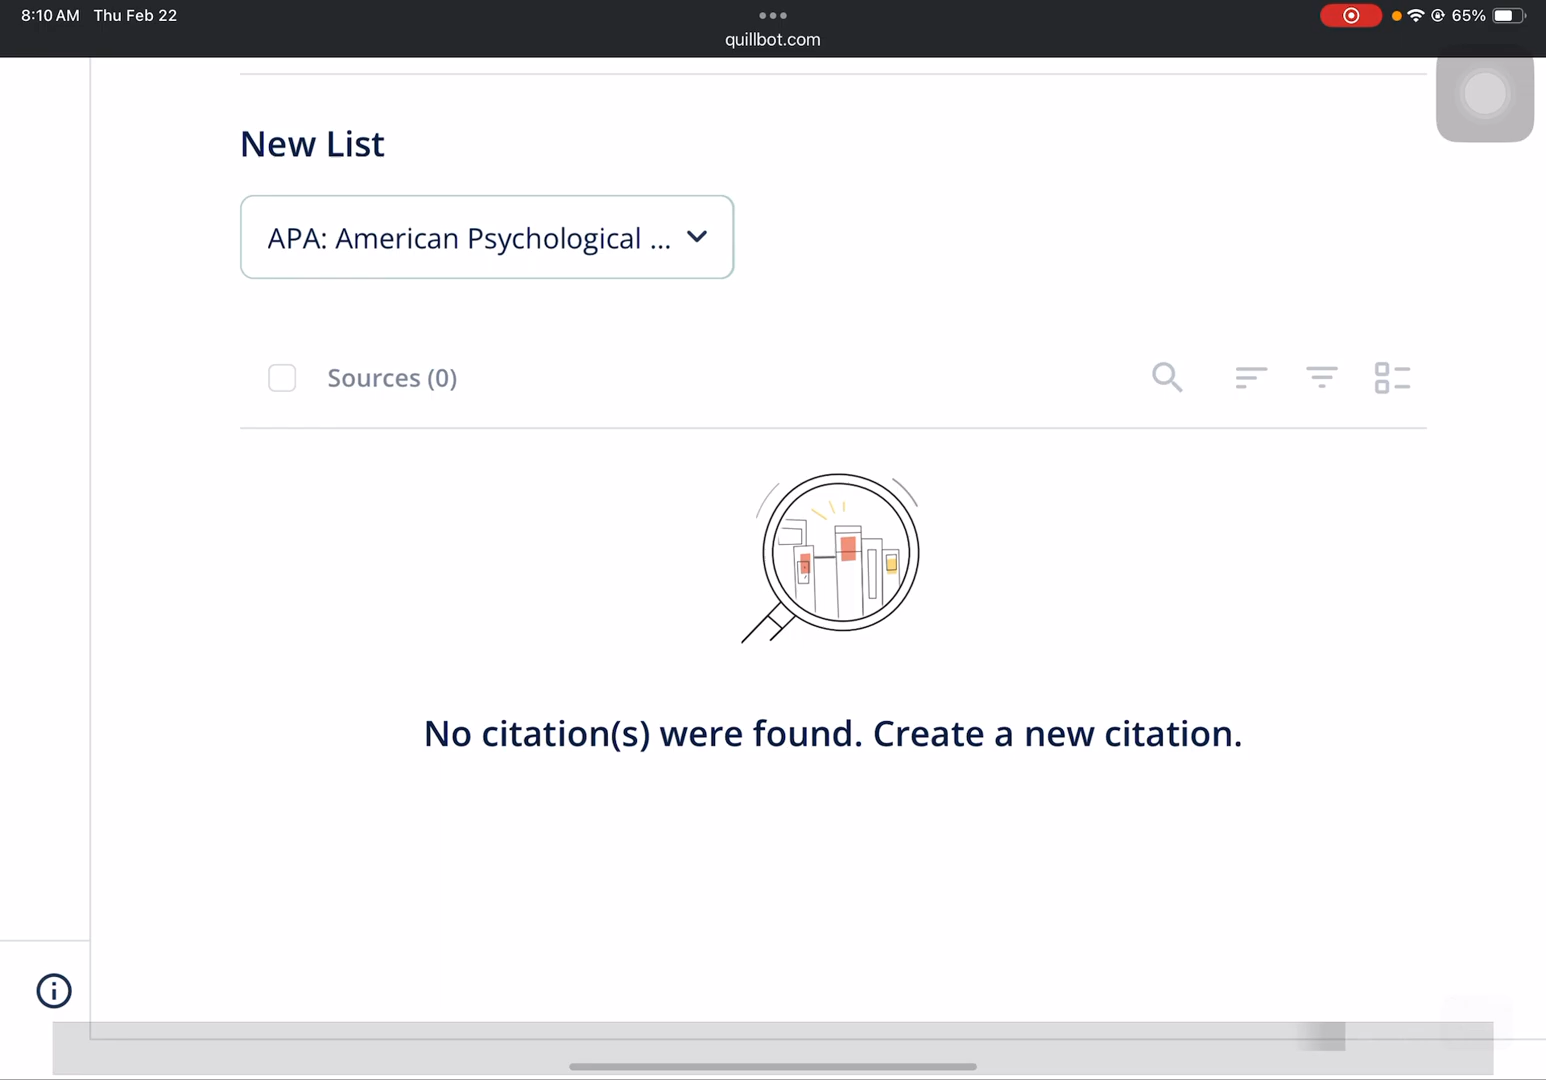 8:10 AM Thu Feb 22
65%
quillbot.com
New List
APA: American Psychological ...
Sources (0)
No citation(s) were found. Create a new citation.